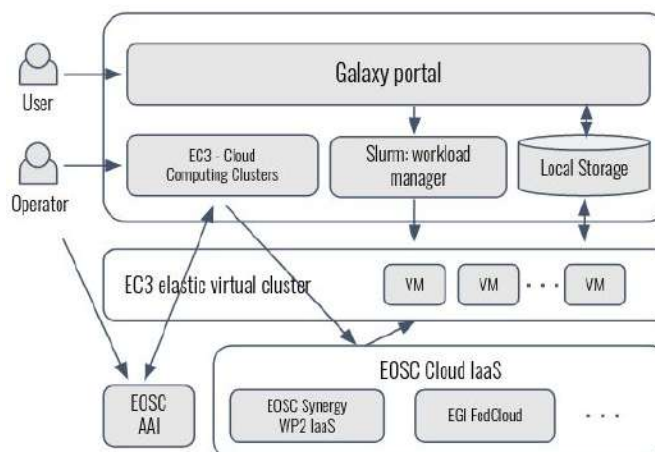 Galaxy portal
User
EC3 - Cloud
Computing Clusters
Slurm: workload
manager
Local Storage
Operator
EC3 elastic virtual cluster
VM
VM
· · ·
VM
EOSC Cloud IaaS
EOSC
AAI
EOSC Synergy
WP2 IaaS
EGI FedCloud
· · ·